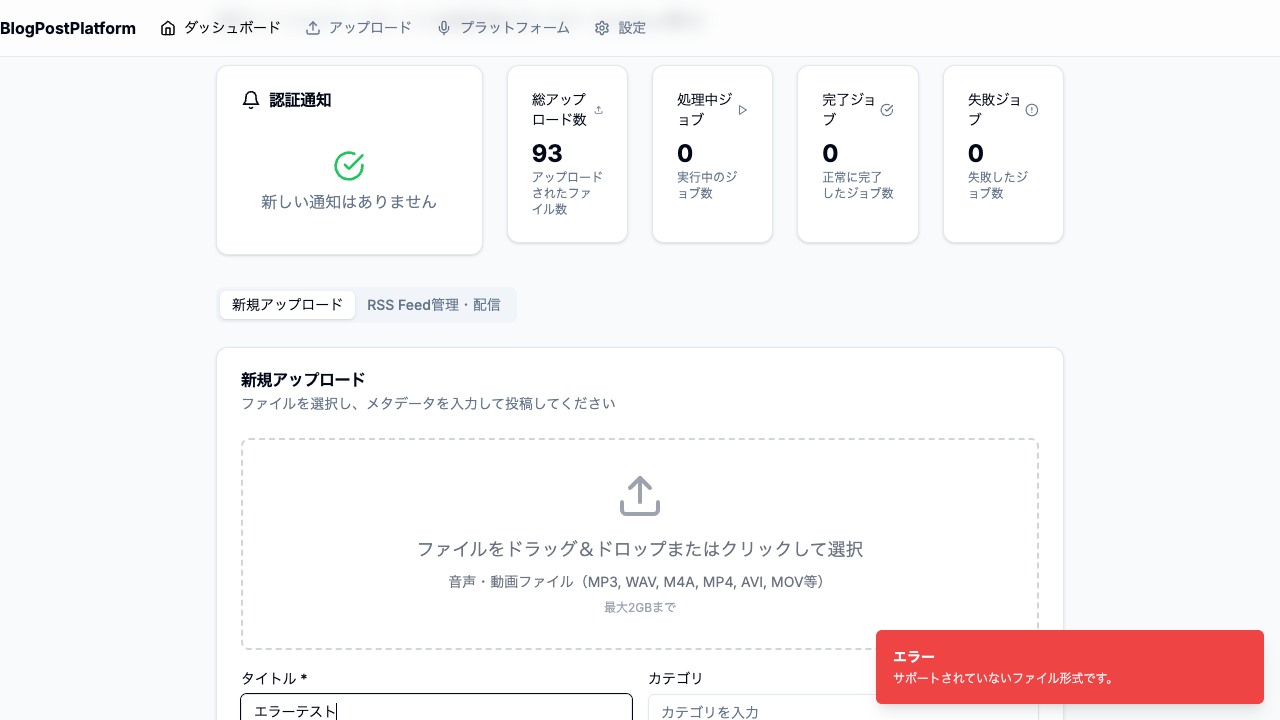 BlogPostPlatform
ダッシュボード
アップロード
プラットフォーム
設定
認証通知
新しい通知はありません
総アップ
ロード数
93
アップロード
されたファ
イル数
処理中ジ
ョブ
0
実行中のジ
ョブ数
完了ジョ
ブ
0
正常に完了
したジョブ数
失敗ジョ
ブ
0
失敗したジ
ョブ数
新規アップロード
RSS Feed管理・配信
新規アップロード
ファイルを選択し、メタデータを入力して投稿してください
ファイルをドラッグ＆ドロップまたはクリックして選択
音声・動画ファイル（MP3, WAV, M4A, MP4, AVI, MOV等）
最大2GBまで
タイトル *
エラーテスト
カテゴリ
カテゴリを入力
エラー
サポートされていないファイル形式です。